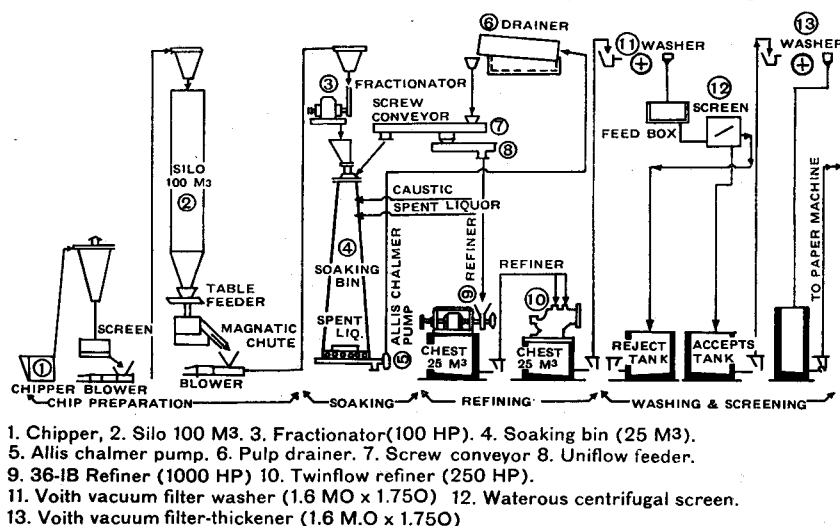 6 DRAINER
11 WASHER
13
WASHER
3 FRACTIONATOR
SCREW
CONVEYOR
12
SCREEN
FEED BOX
7
8
SILO
100 M3
2
CAUSTIC
SPENT LIQUOR
4
SOAKING
BIN
ALLIS CHALMER
PUMP
REFINER
REFINER
TO PAPER MACHINE
TABLE
FEEDER
9
10
SCREEN
MAGNATIC
CHUTE
SPENT
LIQ.
5
REJECT
TANK
ACCEPTS
TANK
1
CHEST
25 M3
CHEST
25 M3
CHIPPER
BLOWER
BLOWER
CHIP PREPARATION
SOAKING
REFINING
WASHING & SCREENING
1. Chipper, 2. Silo 100 M3. 3. Fractionator(100 HP). 4. Soaking bin (25 M3).
5. Allis chalmer pump. 6. Pulp drainer. 7. Screw conveyor 8. Uniflow feeder.
9. 36-IB Refiner (1000 HP) 10. Twinflow refiner (250 HP).
11. Voith vacuum filter washer (1.6 MO x 1.75O) 12. Waterous centrifugal screen.
13. Voith vacuum filter-thickener (1.6 M.O x 1.75O)